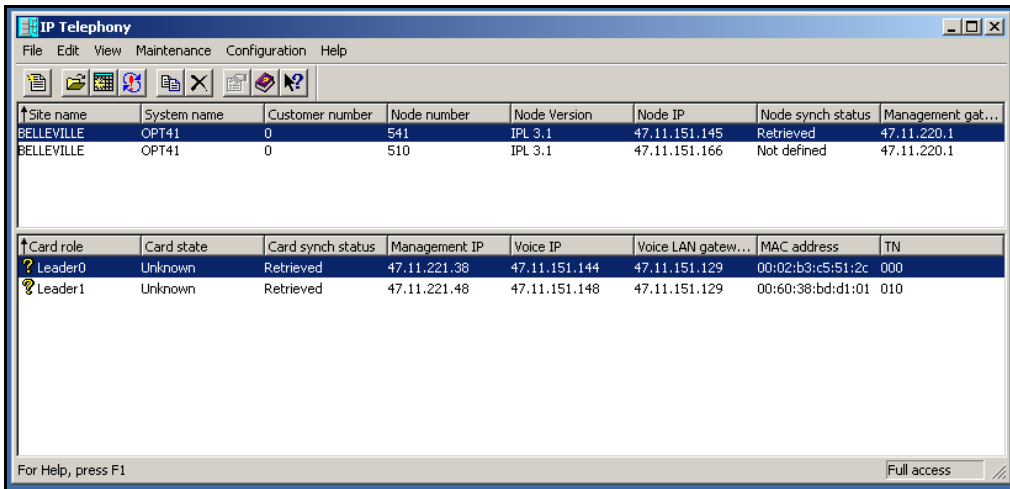 IP Telephony
File Edit View Maintenance Configuration Help
Site name System name Customer number Node number Node Version Node IP Node synch status Management gat...
BELLEVILLE OPT41 0 541 IPL 3.1 47.11.151.145 Retrieved 47.11.220.1
BELLEVILLE OPT41 0 510 IPL 3.1 47.11.151.166 Not defined 47.11.220.1
Card role Card state Card synch status Management IP Voice IP Voice LAN gatew... MAC address TN
Leader0 Unknown Retrieved 47.11.221.38 47.11.151.144 47.11.151.129 00:02:b3:c5:51:2c 000
Leader1 Unknown Retrieved 47.11.221.48 47.11.151.148 47.11.151.129 00:60:38:bd:d1:01 010
For Help, press F1 Full access